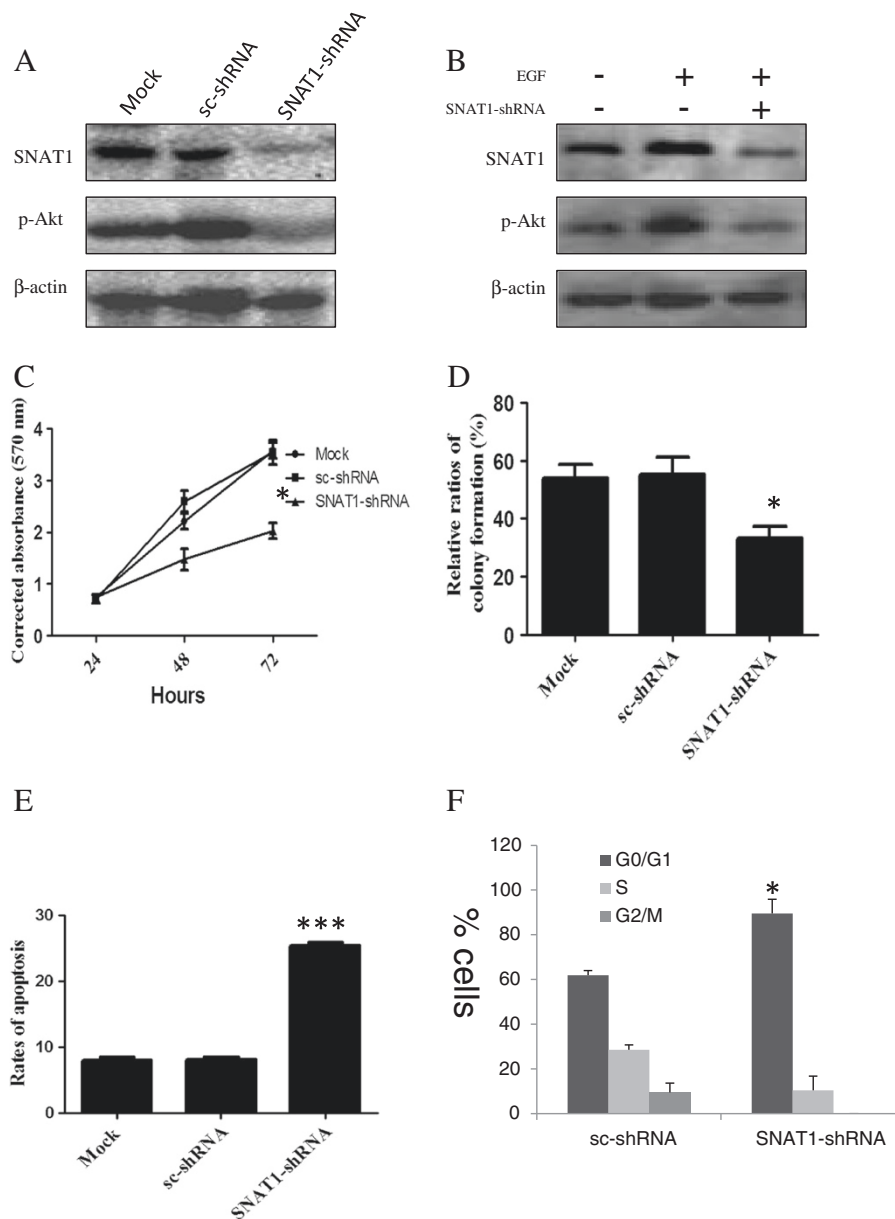 A
Mock
sc-shRNA
SNAT1-shRNA
SNAT1
p-Akt
β-actin
B
EGF - + +
SNAT1-shRNA - - +
SNAT1
p-Akt
β-actin
C
Corrected absorbance (570 nm)
4
3
2
1
0
24
48
72
Hours
Mock
sc-shRNA
* SNAT1-shRNA
D
Relative ratios of
colony formation (%)
80
60
40
20
0
*
Mock
sc-shRNA
SNAT1-shRNA
E
Rates of apoptosis
30
20
10
0
***
Mock
sc-shRNA
SNAT1-shRNA
F
% cells
120
100
80
60
40
20
0
G0/G1
S
G2/M
*
sc-shRNA
SNAT1-shRNA